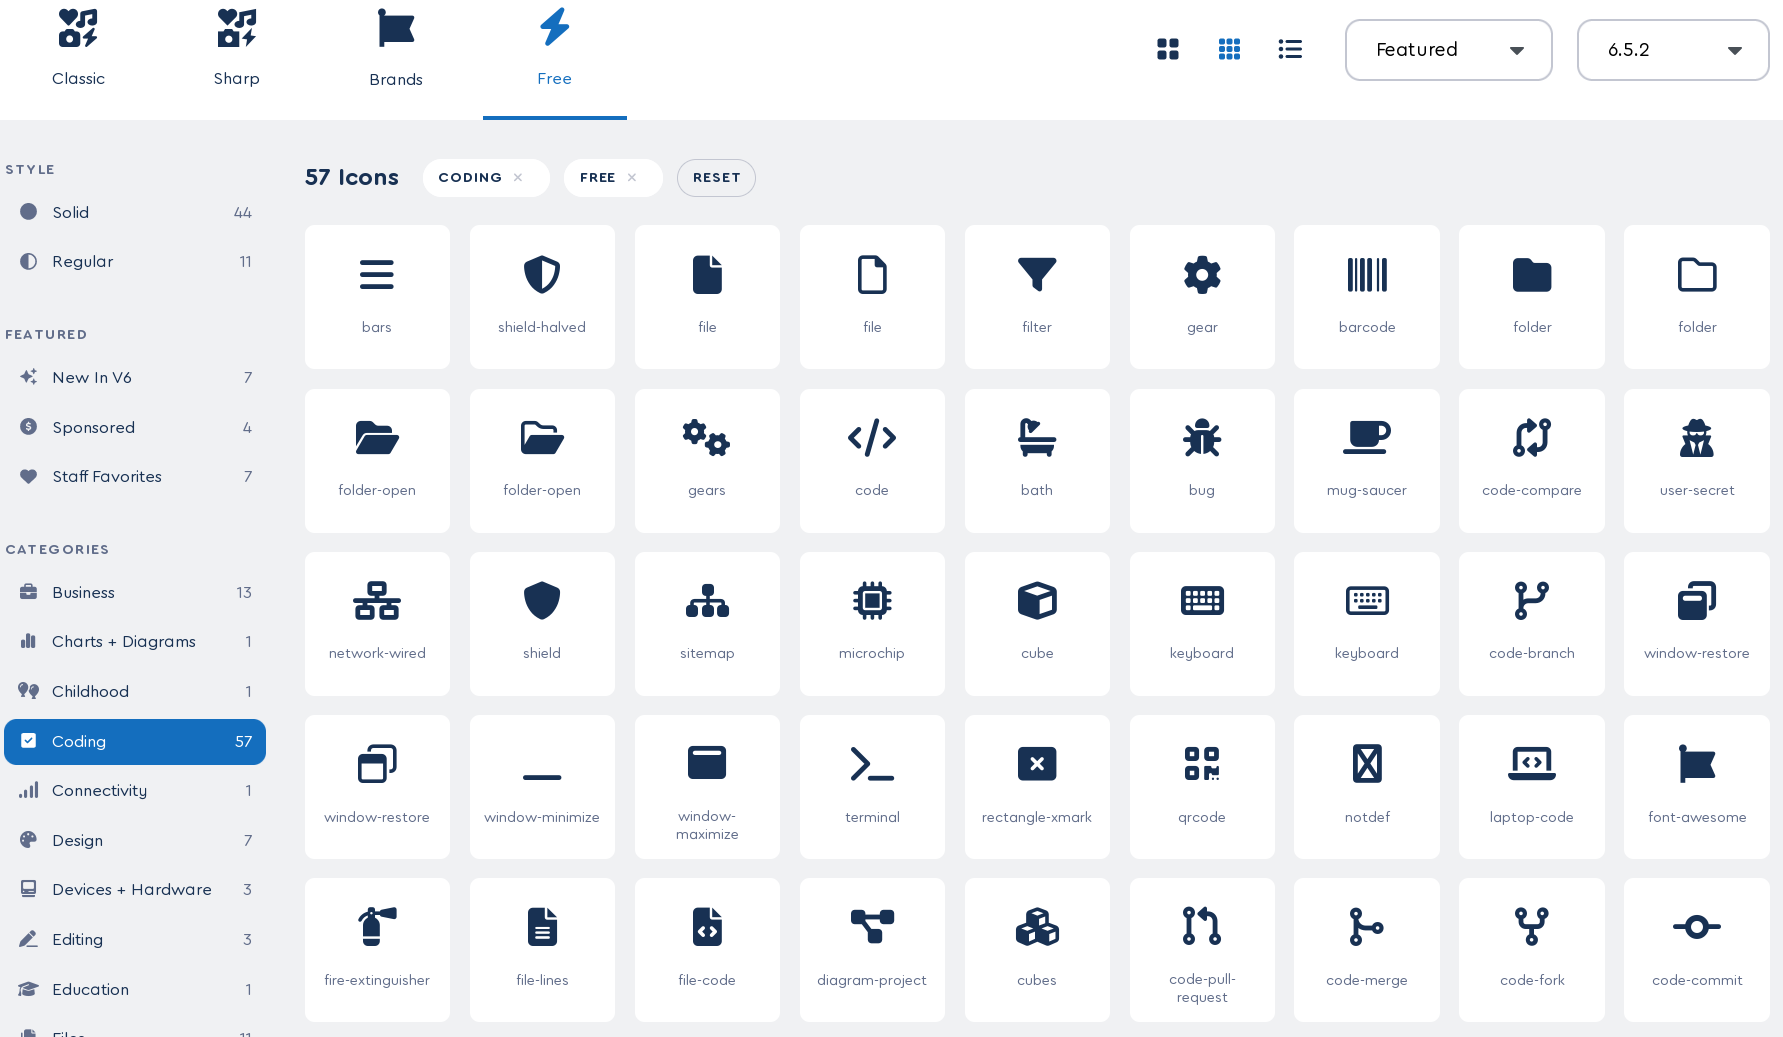 Classic
Sharp
Brands
Free
Featured
6.5.2
STYLE
Solid 44
Regular 11
FEATURED
New In V6 7
Sponsored 4
Staff Favorites 7
CATEGORIES
Business 13
Charts + Diagrams 1
Childhood 1
Coding 57
Connectivity 1
Design 7
Devices + Hardware 3
Editing 3
Education 1
Files 11
57 Icons
CODING ×
FREE ×
RESET
bars
shield-halved
file
file
filter
gear
barcode
folder
folder
folder-open
folder-open
gears
code
bath
bug
mug-saucer
code-compare
user-secret
network-wired
shield
sitemap
microchip
cube
keyboard
keyboard
code-branch
window-restore
window-restore
window-minimize
window-
maximize
terminal
rectangle-xmark
qrcode
notdef
laptop-code
font-awesome
fire-extinguisher
file-lines
file-code
diagram-project
cubes
code-pull-
request
code-merge
code-fork
code-commit